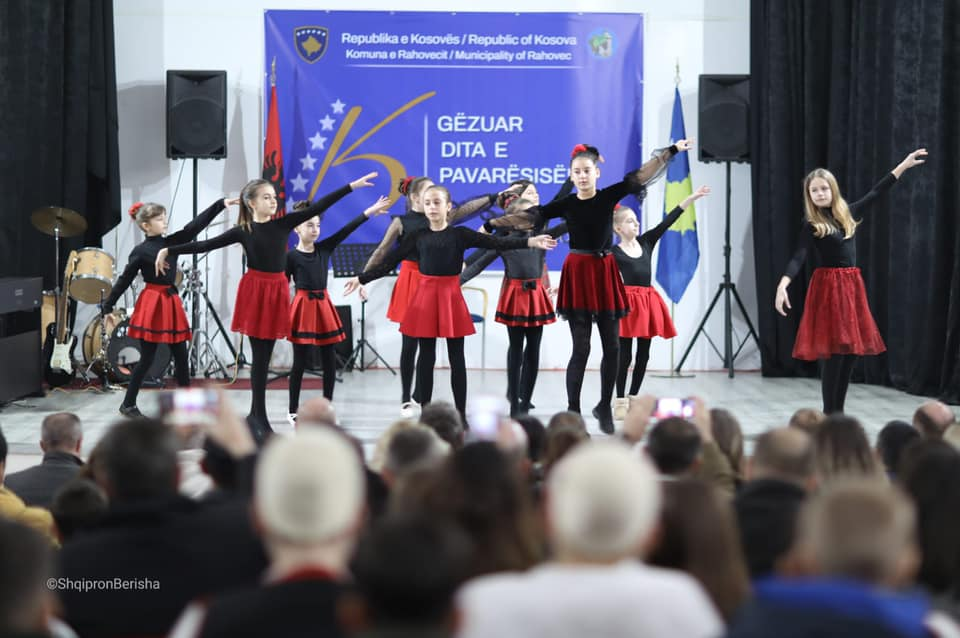 Republika e Kosovës / Republic of Kosova
Komuna e Rahovecit / Municipality of Rahovec
GËZUAR
DITA E
PAVARËSISË
©ShqipronBerisha